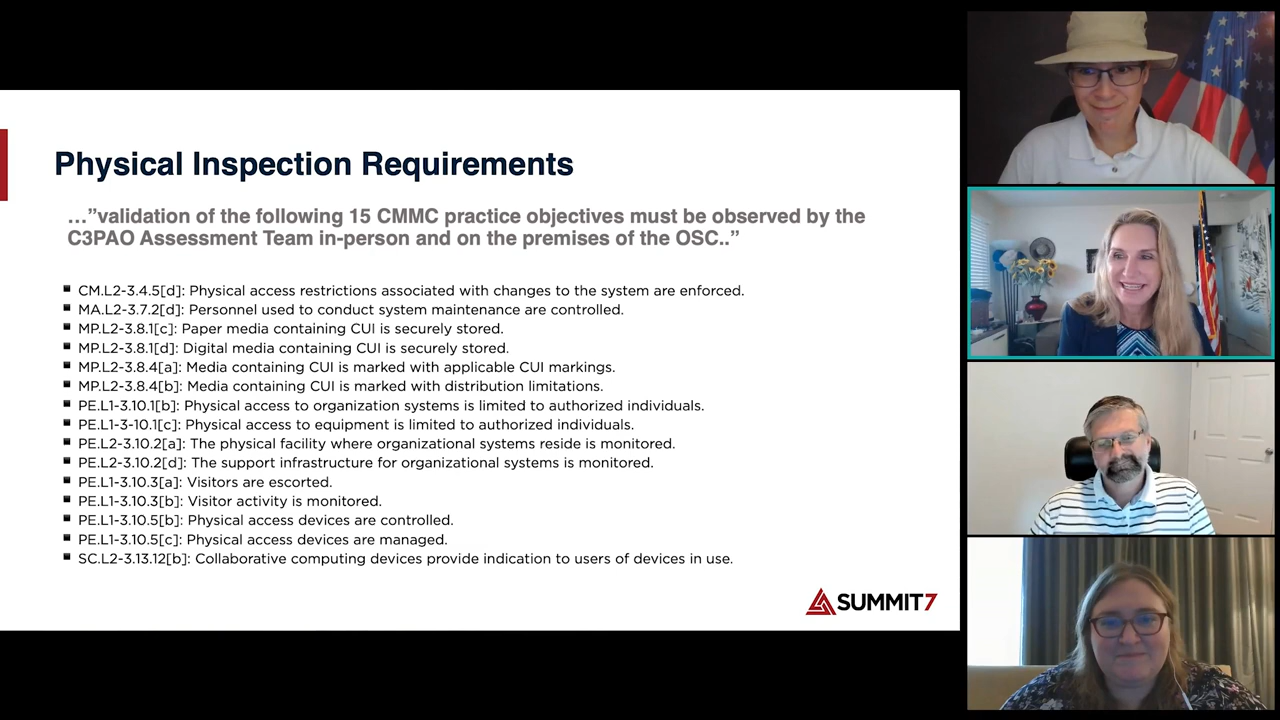 Physical Inspection Requirements
…”validation of the following 15 CMMC practice objectives must be observed by the
C3PAO Assessment Team in-person and on the premises of the OSC..”
CM.L2-3.4.5[d]: Physical access restrictions associated with changes to the system are enforced.
MA.L2-3.7.2[d]: Personnel used to conduct system maintenance are controlled.
MP.L2-3.8.1[c]: Paper media containing CUI is securely stored.
MP.L2-3.8.1[d]: Digital media containing CUI is securely stored.
MP.L2-3.8.4[a]: Media containing CUI is marked with applicable CUI markings.
MP.L2-3.8.4[b]: Media containing CUI is marked with distribution limitations.
PE.L1-3.10.1[b]: Physical access to organization systems is limited to authorized individuals.
PE.L1-3-10.1[c]: Physical access to equipment is limited to authorized individuals.
PE.L2-3.10.2[a]: The physical facility where organizational systems reside is monitored.
PE.L2-3.10.2[d]: The support infrastructure for organizational systems is monitored.
PE.L1-3.10.3[a]: Visitors are escorted.
PE.L1-3.10.3[b]: Visitor activity is monitored.
PE.L1-3.10.5[b]: Physical access devices are controlled.
PE.L1-3.10.5[c]: Physical access devices are managed.
SC.L2-3.13.12[b]: Collaborative computing devices provide indication to users of devices in use.
SUMMIT7